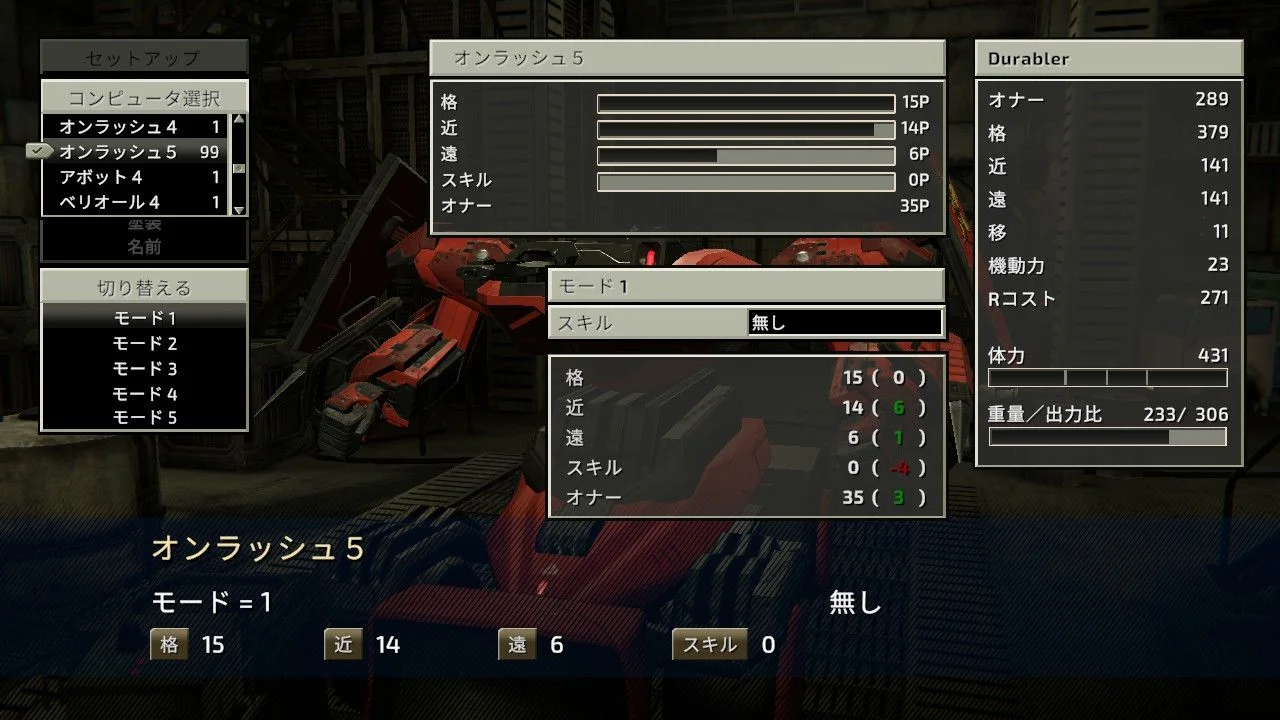 セットアップ
コンピュータ選択
オンラッシュ4 1
オンラッシュ5 99
アボット4 1
ベリオール4 1
塗装
名前
切り替える
モード1
モード2
モード3
モード4
モード5
オンラッシュ5
格 15P
近 14P
遠 6P
スキル 0P
オナー 35P
モード1
スキル 無し
格 15 ( 0 )
近 14 ( 6 )
遠 6 ( 1 )
スキル 0 ( -4 )
オナー 35 ( 3 )
Durabler
オナー 289
格 379
近 141
遠 141
移 11
機動力 23
Rコスト 271
体力 431
重量/出力比 233/ 306
オンラッシュ5
モード = 1 無し
格 15 近 14 遠 6 スキル 0